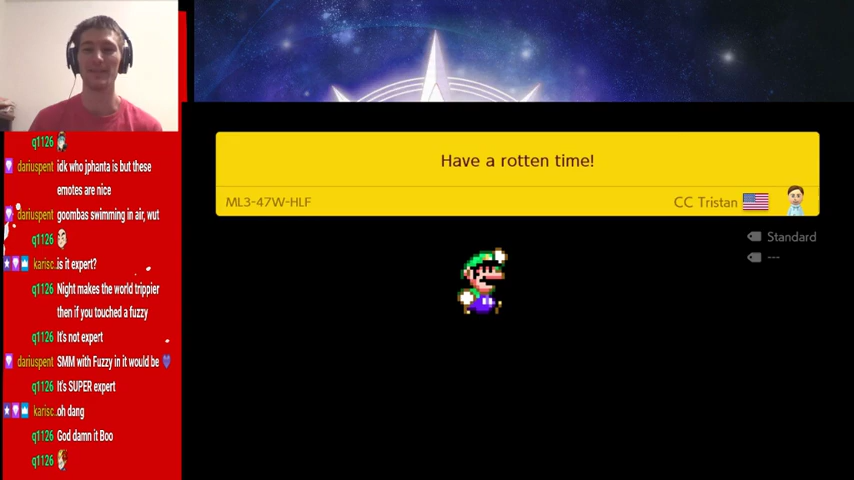 q1126
dariuspent idk who jphanta is but these
emotes are nice
dariuspent goombas swimming in air, wut
q1126
karisc. is it expert?
q1126 Night makes the world trippier
then if you touched a fuzzy
q1126 It's not expert
dariuspent SMM with Fuzzy in it would be
q1126 It's SUPER expert
karisc. oh dang
q1126 God damn it Boo
q1126
Have a rotten time!
ML3-47W-HLF
CC Tristan
Standard
---